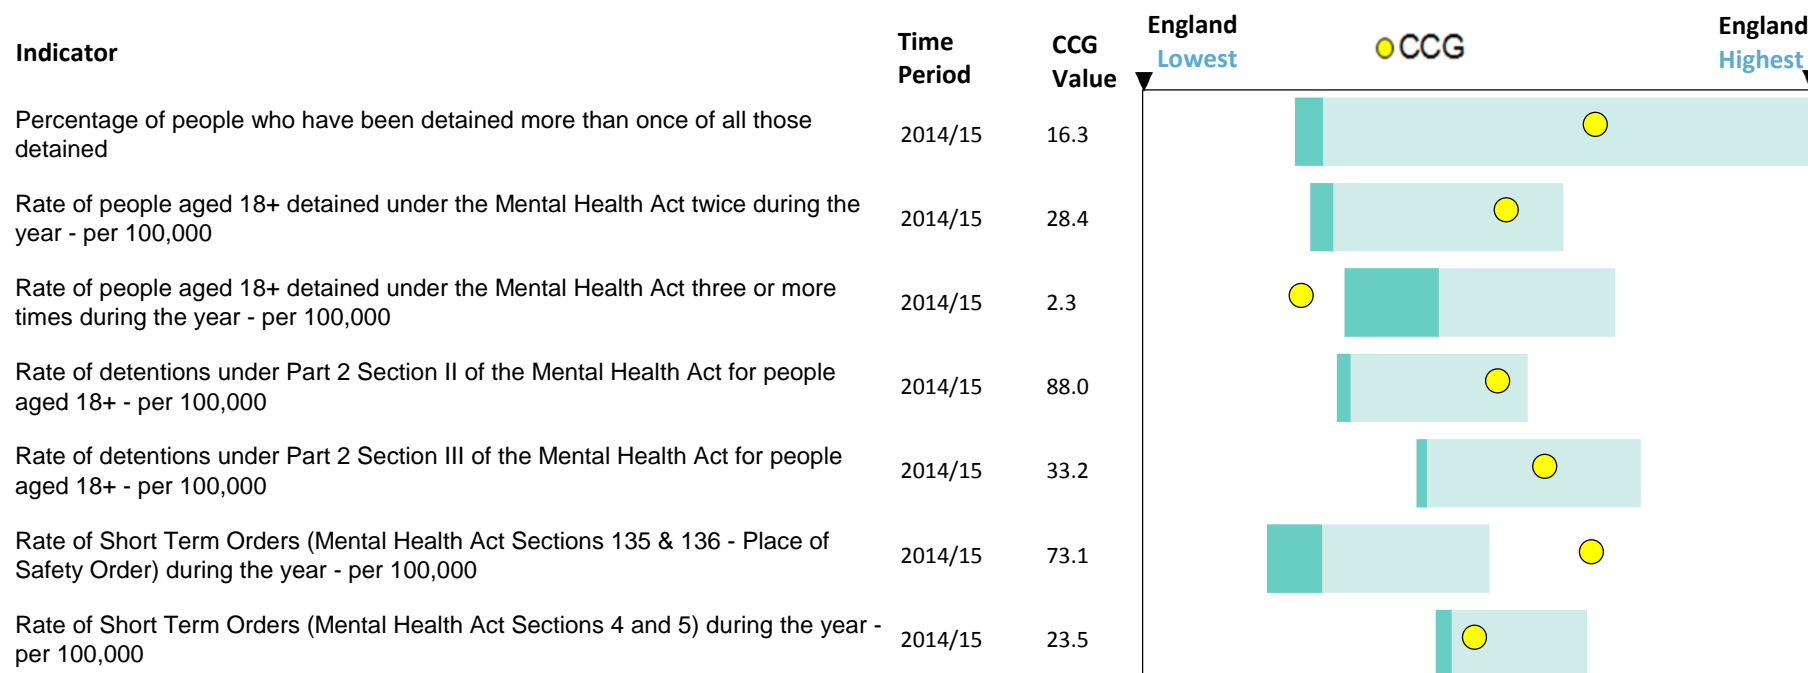 Indicator
Time
Period
CCG
Value
England
Lowest
CCG
England
Highest
Percentage of people who have been detained more than once of all those
detained
2014/15
16.3
Rate of people aged 18+ detained under the Mental Health Act twice during the
year - per 100,000
2014/15
28.4
Rate of people aged 18+ detained under the Mental Health Act three or more
times during the year - per 100,000
2014/15
2.3
Rate of detentions under Part 2 Section II of the Mental Health Act for people
aged 18+ - per 100,000
2014/15
88.0
Rate of detentions under Part 2 Section III of the Mental Health Act for people
aged 18+ - per 100,000
2014/15
33.2
Rate of Short Term Orders (Mental Health Act Sections 135 & 136 - Place of
Safety Order) during the year - per 100,000
2014/15
73.1
Rate of Short Term Orders (Mental Health Act Sections 4 and 5) during the year -
per 100,000
2014/15
23.5